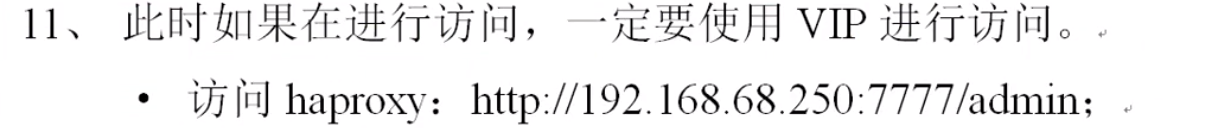 11、 此时如果在进行访问，一定要使用 VIP 进行访问。
• 访问 haproxy：http://192.168.68.250:7777/admin；